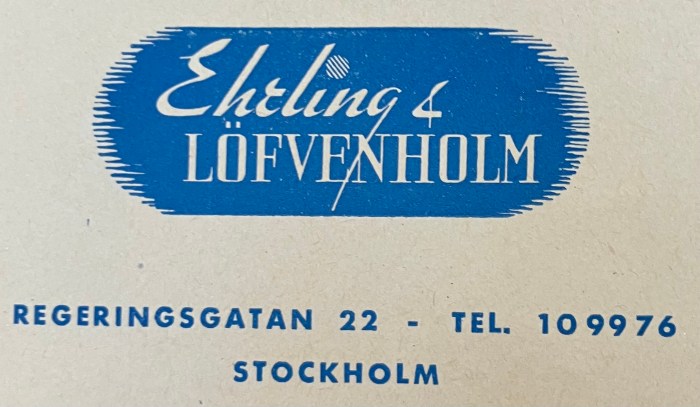 Ehrling &
LÖFVENHOLM
REGERINGSGATAN 22 - TEL. 109976
STOCKHOLM